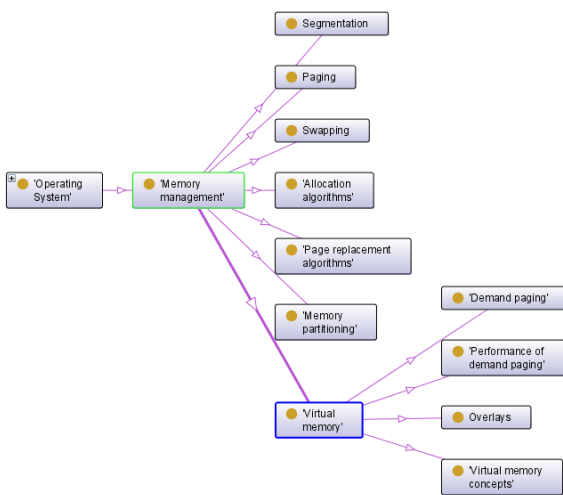 Segmentation
Paging
Swapping
'Operating
System'
'Memory
management'
'Allocation
algorithms'
'Page replacement
algorithms'
'Memory
partitioning'
'Demand paging'
'Performance of
demand paging'
'Virtual
memory'
Overlays
'Virtual memory
concepts'